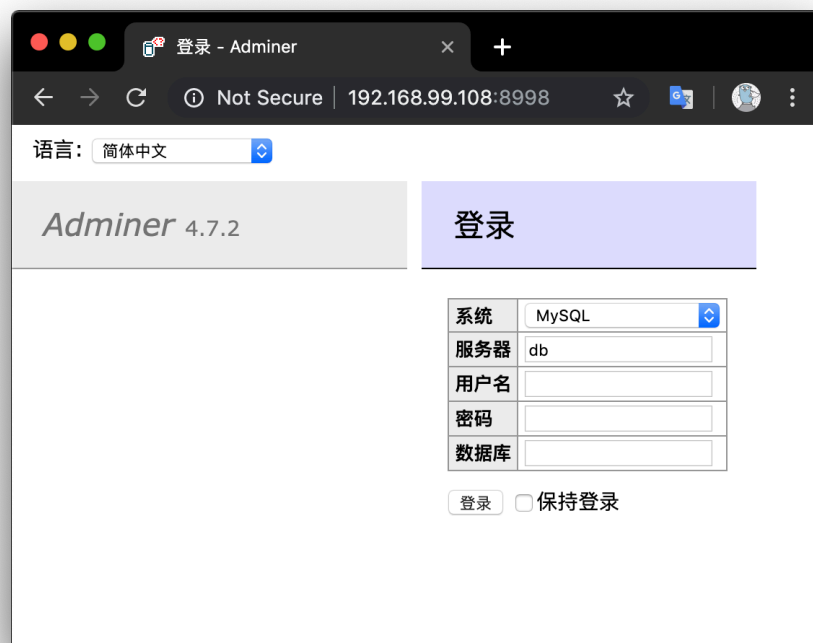 登录 - Adminer
Not Secure 192.168.99.108:8998
语言: 简体中文
Adminer 4.7.2
登录
系统 MySQL
服务器 db
用户名
密码
数据库
登录 保持登录